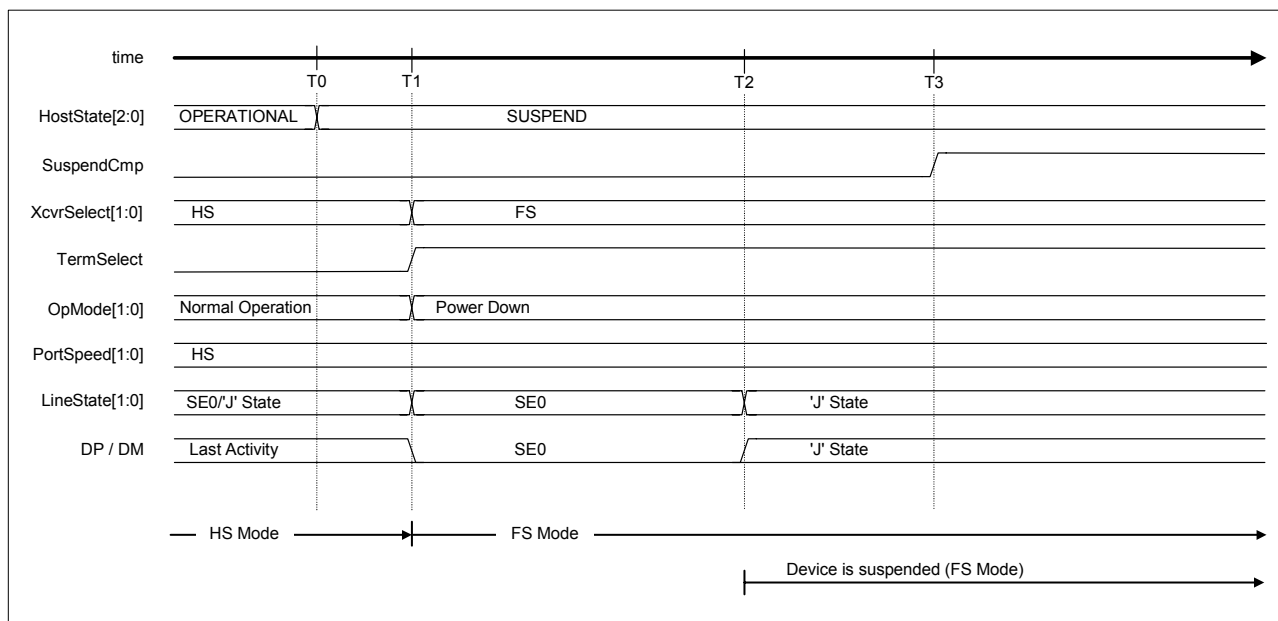 time
T0 T1 T2 T3
HostState[2:0] OPERATIONAL SUSPEND
SuspendCmp
XcvrSelect[1:0] HS FS
TermSelect
OpMode[1:0] Normal Operation Power Down
PortSpeed[1:0] HS
LineState[1:0] SE0/'J' State SE0 'J' State
DP / DM Last Activity SE0 'J' State
HS Mode FS Mode
Device is suspended (FS Mode)